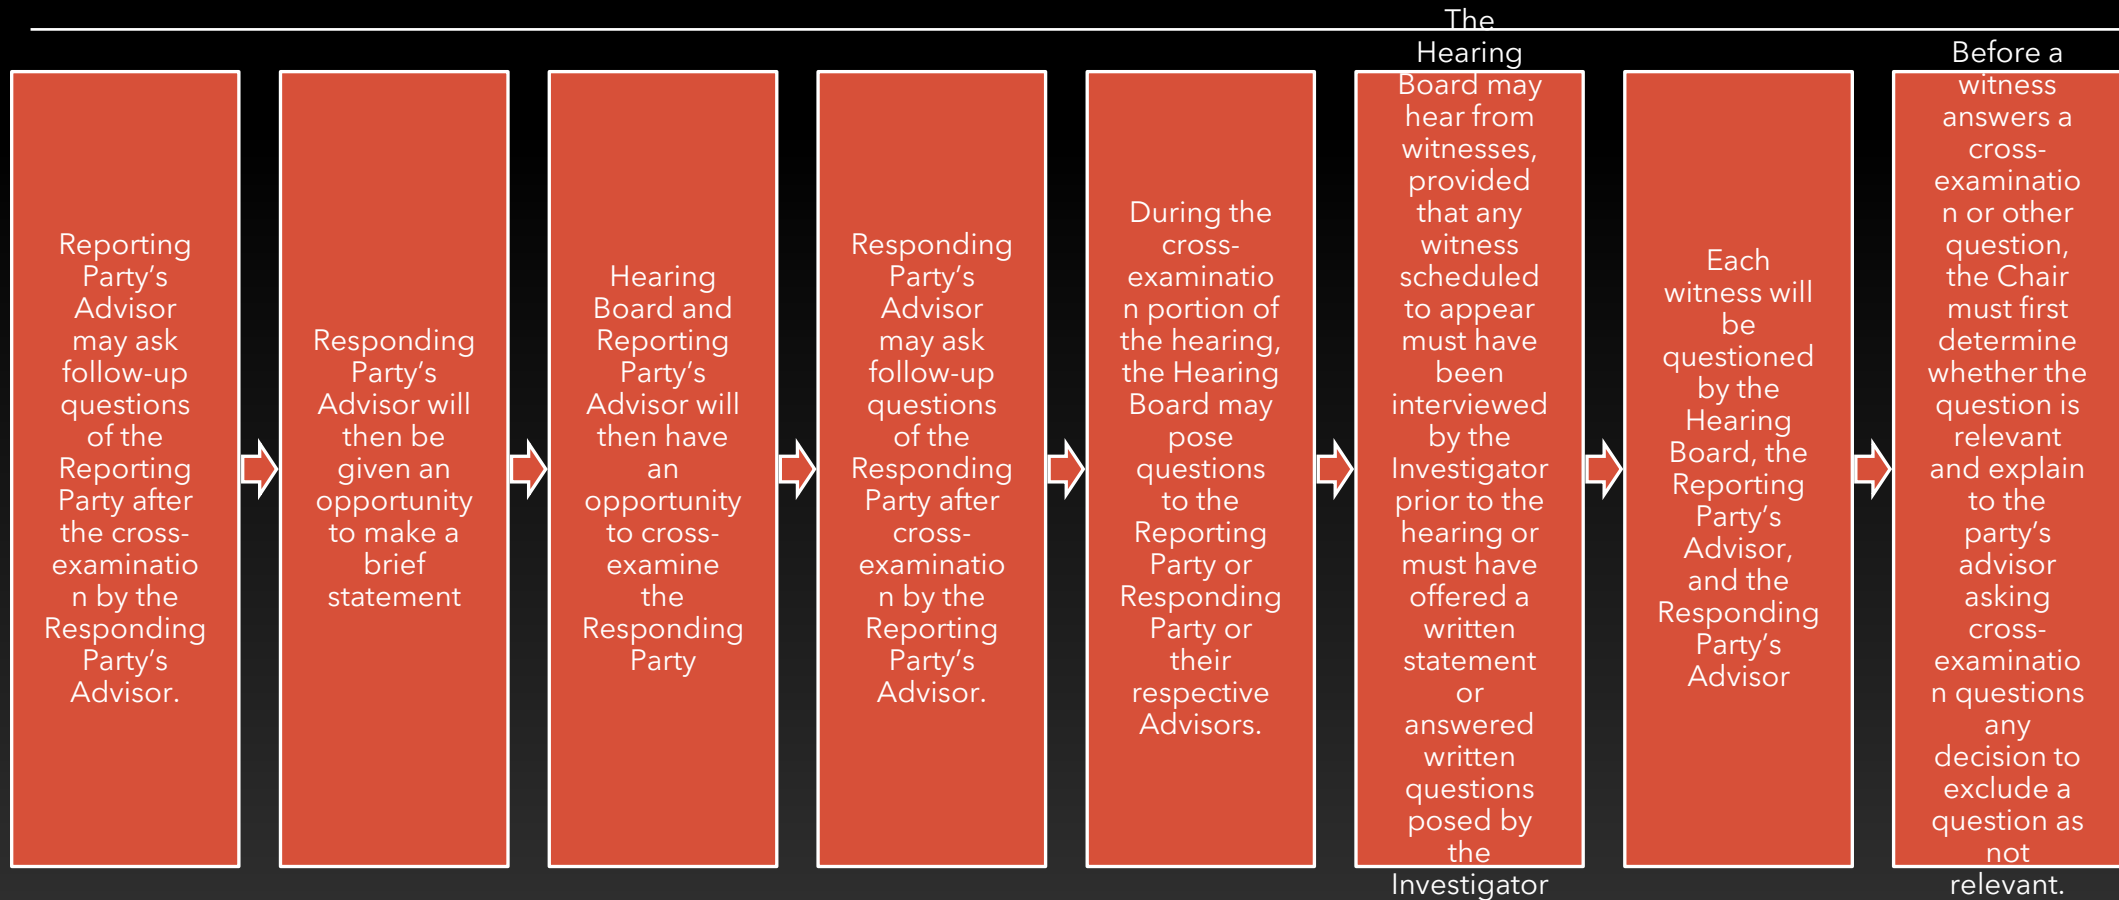 Reporting
Party’s
Advisor
may ask
follow-up
questions
of the
Reporting
Party after
the cross-
examinatio
n by the
Responding
Party’s
Advisor.
Responding
Party’s
Advisor will
then be
given an
opportunity
to make a
brief
statement
Hearing
Board and
Reporting
Party’s
Advisor will
then have
an
opportunity
to cross-
examine
the
Responding
Party
Responding
Party’s
Advisor
may ask
follow-up
questions
of the
Responding
Party after
cross-
examinatio
n by the
Reporting
Party’s
Advisor.
During the
cross-
examinatio
n portion of
the hearing,
the Hearing
Board may
pose
questions
to the
Reporting
Party or
Responding
Party or
their
respective
Advisors.
The
Hearing
Board may
hear from
witnesses,
provided
that any
witness
scheduled
to appear
must have
been
interviewed
by the
Investigator
prior to the
hearing or
must have
offered a
written
statement
or
answered
written
questions
posed by
the
Investigator
Each
witness will
be
questioned
by the
Hearing
Board, the
Reporting
Party’s
Advisor,
and the
Responding
Party’s
Advisor
Before a
witness
answers a
cross-
examinatio
n or other
question,
the Chair
must first
determine
whether the
question is
relevant
and explain
to the
party’s
advisor
asking
cross-
examinatio
n questions
any
decision to
exclude a
question as
not
relevant.